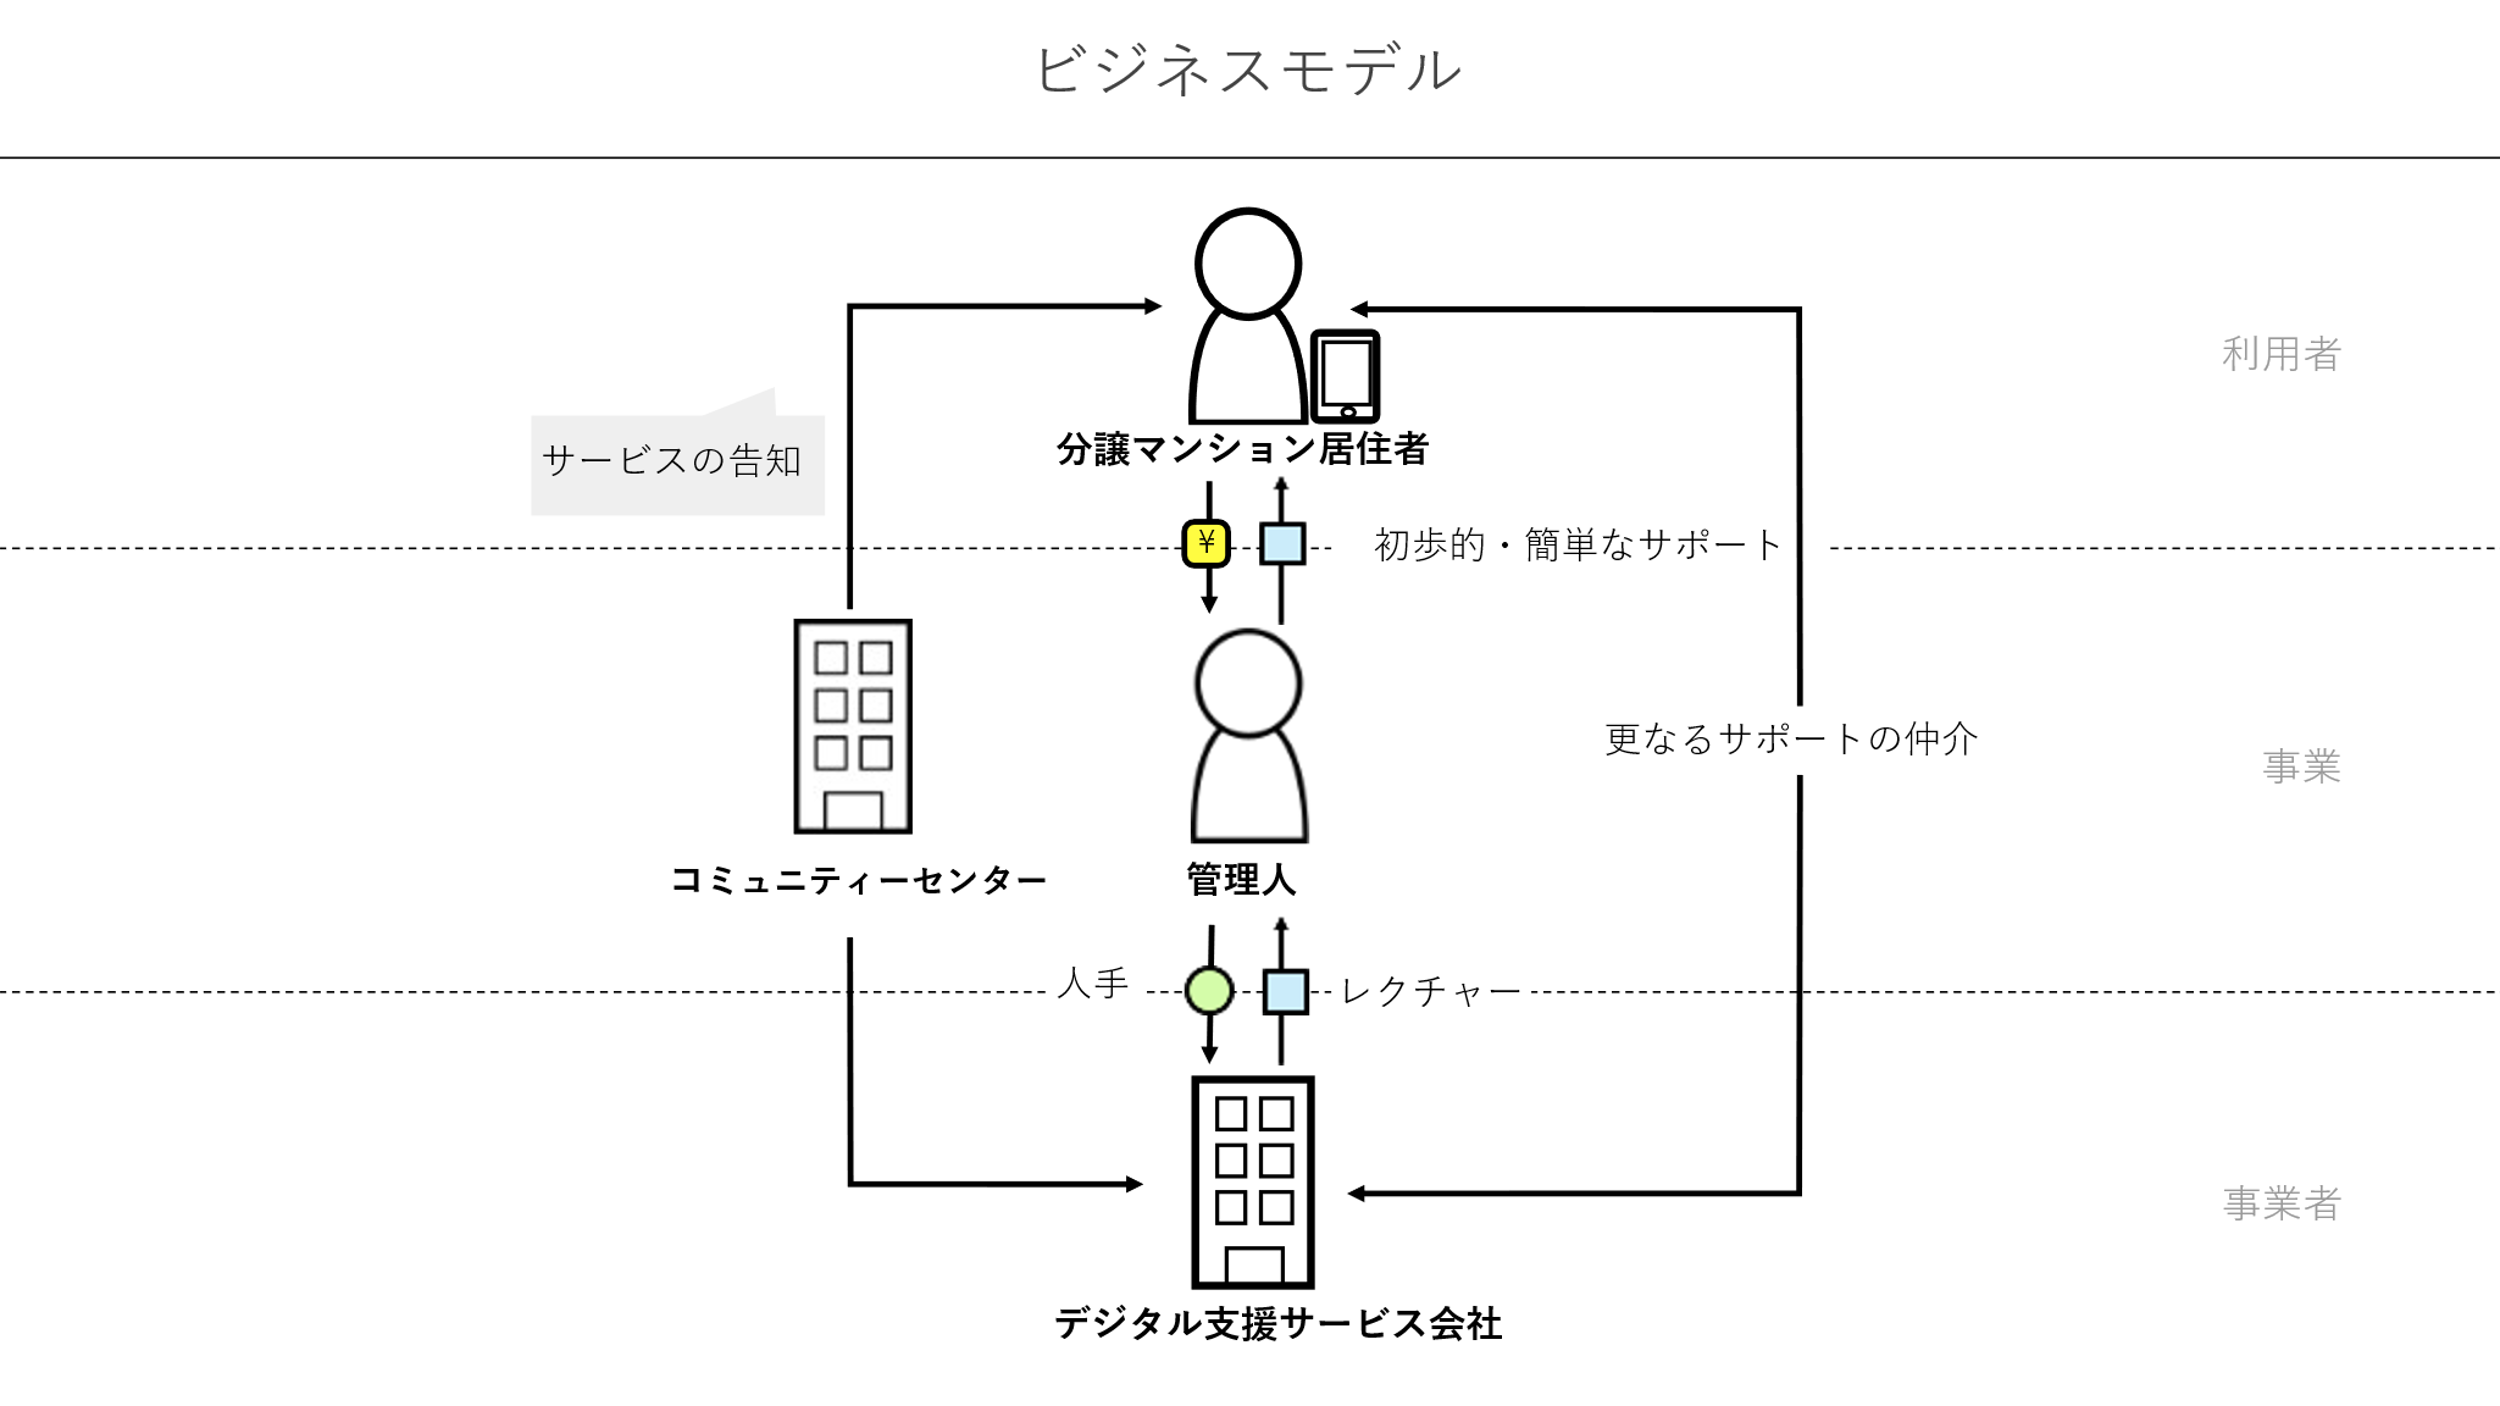 ビジネスモデル
利用者
分譲マンション居住者
サービスの告知
¥
初歩的・簡単なサポート
更なるサポートの仲介
事業
コミュニティーセンター
管理人
人手
レクチャー
事業者
デジタル支援サービス会社